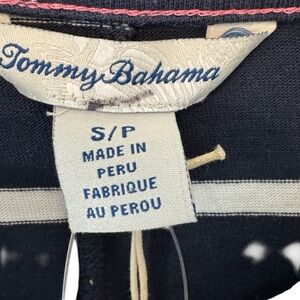 Tommy Bahama
S/P
MADE IN
PERU
FABRIQUE
AU PEROU